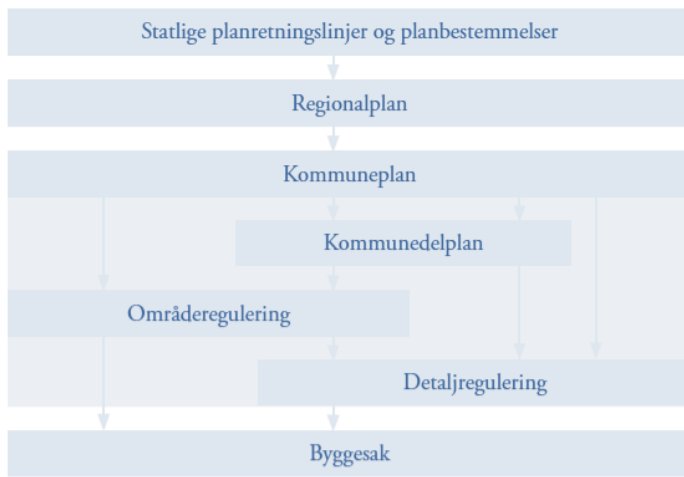 Statlige planretningslinjer og planbestemmelser
Regionalplan
Kommuneplan
Kommunedelplan
Områderegulering
Detaljregulering
Byggesak